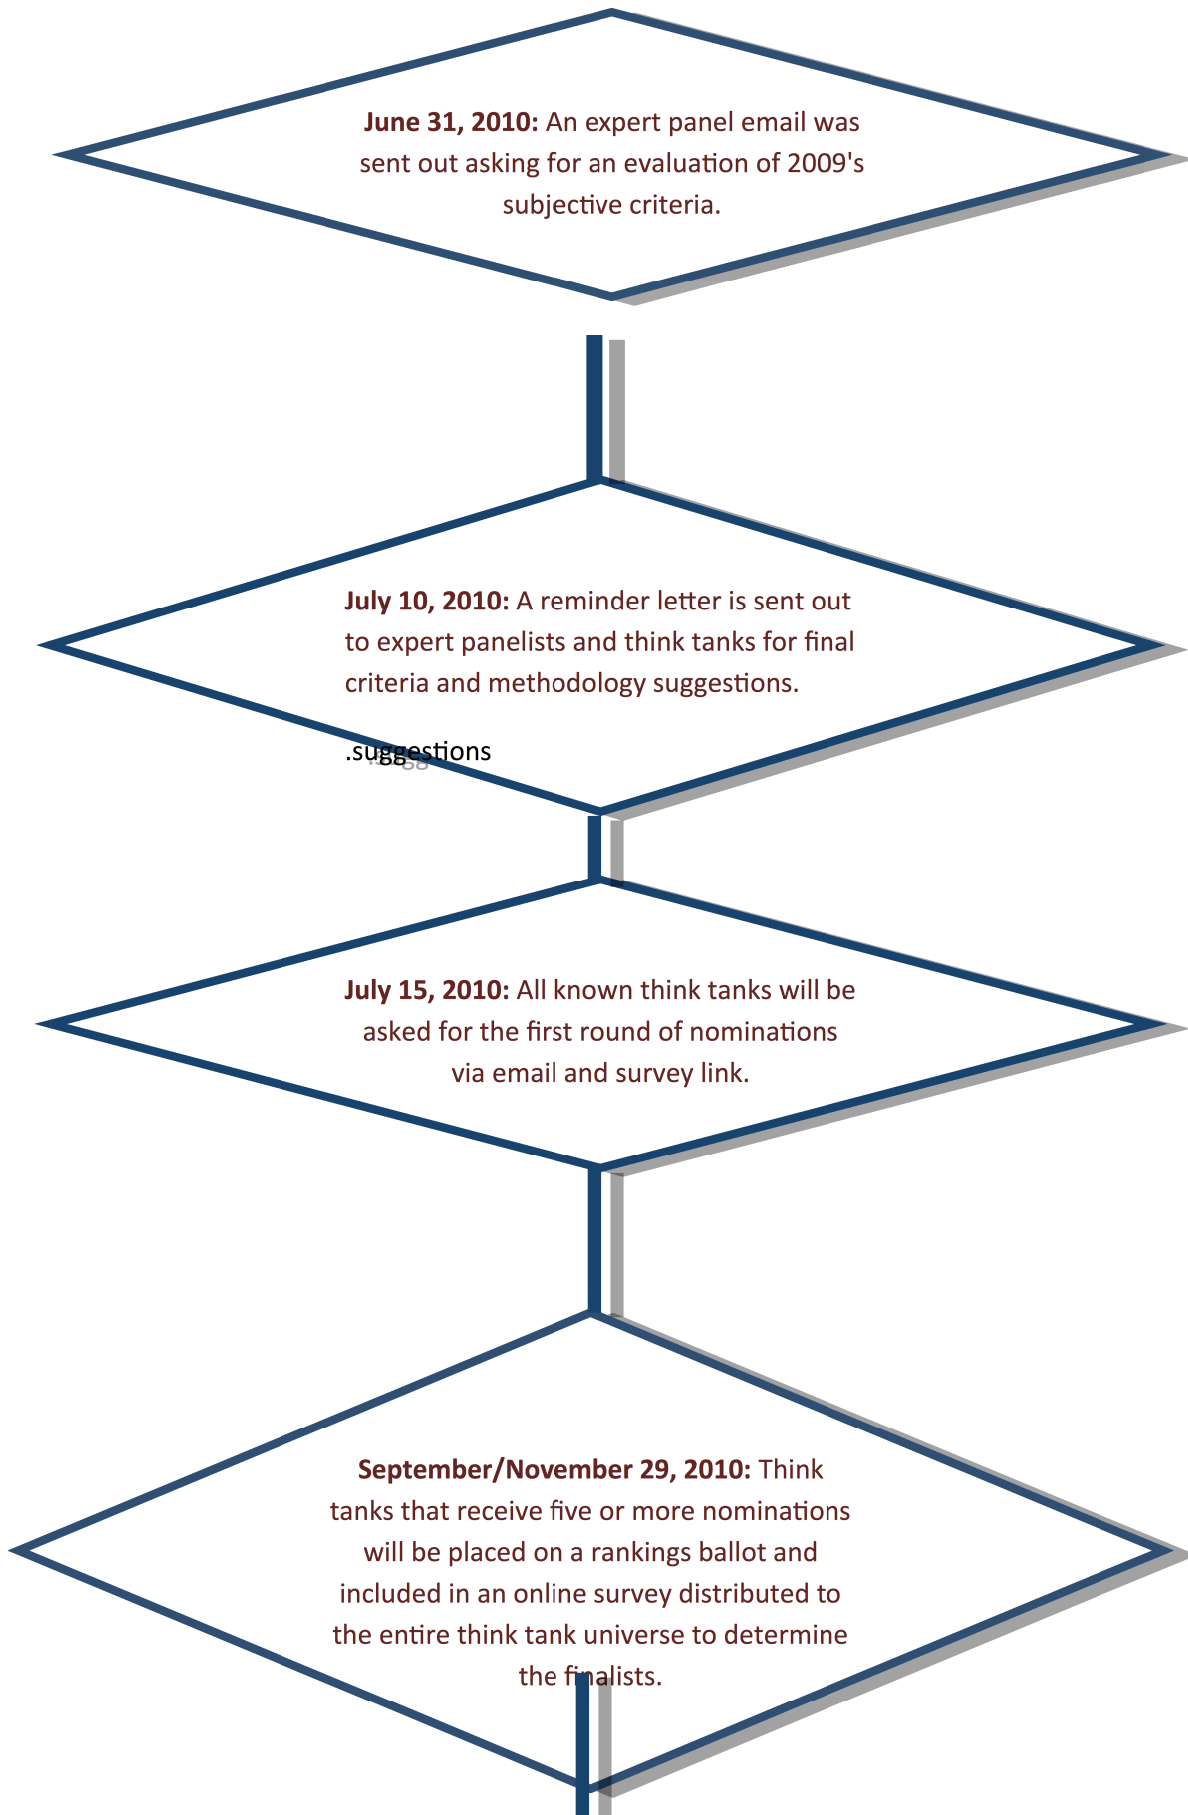 June 31, 2010: An expert panel email was
sent out asking for an evaluation of 2009's
subjective criteria.
July 10, 2010: A reminder letter is sent out
to expert panelists and think tanks for final
criteria and methodology suggestions.
.suggestions
July 15, 2010: All known think tanks will be
asked for the first round of nominations
via email and survey link.
September/November 29, 2010: Think
tanks that receive five or more nominations
will be placed on a rankings ballot and
included in an online survey distributed to
the entire think tank universe to determine
the finalists.